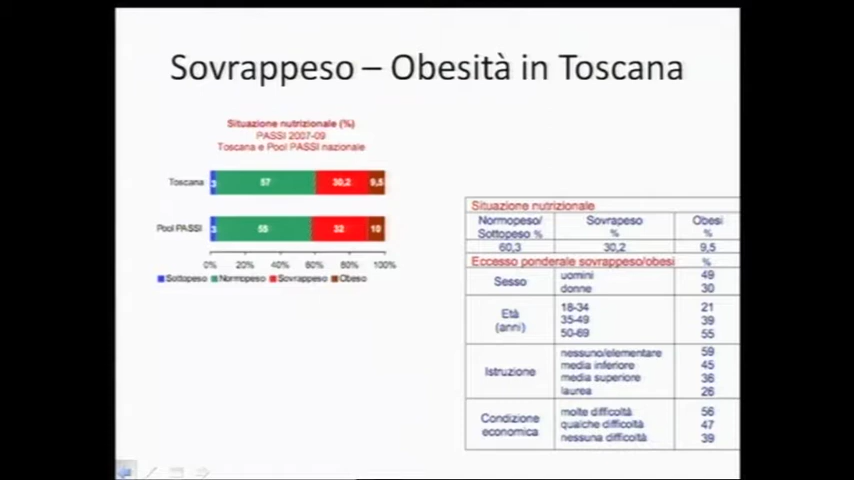 Sovrappeso – Obesità in Toscana
Situazione nutrizionale (%)
PASSI 2007-09
Toscana e Pool PASSI nazionale
Toscana 3 57 30,2 9,5
Pool PASSI 3 55 32 10
0% 20% 40% 60% 80% 100%
Sottopeso Normopeso Sovrappeso Obeso
Situazione nutrizionale
Normopeso/ Sovrapeso Obesi
Sottopeso % % %
60,3 30,2 9,5
Eccesso ponderale sovrappeso/obesi %
Sesso
uomini 49
donne 30
Età
(anni)
18-34 21
35-49 39
50-69 55
Istruzione
nessuno/elementare 59
media inferiore 45
media superiore 36
laurea 26
Condizione
economica
molte difficoltà 56
qualche difficoltà 47
nessuna difficoltà 39